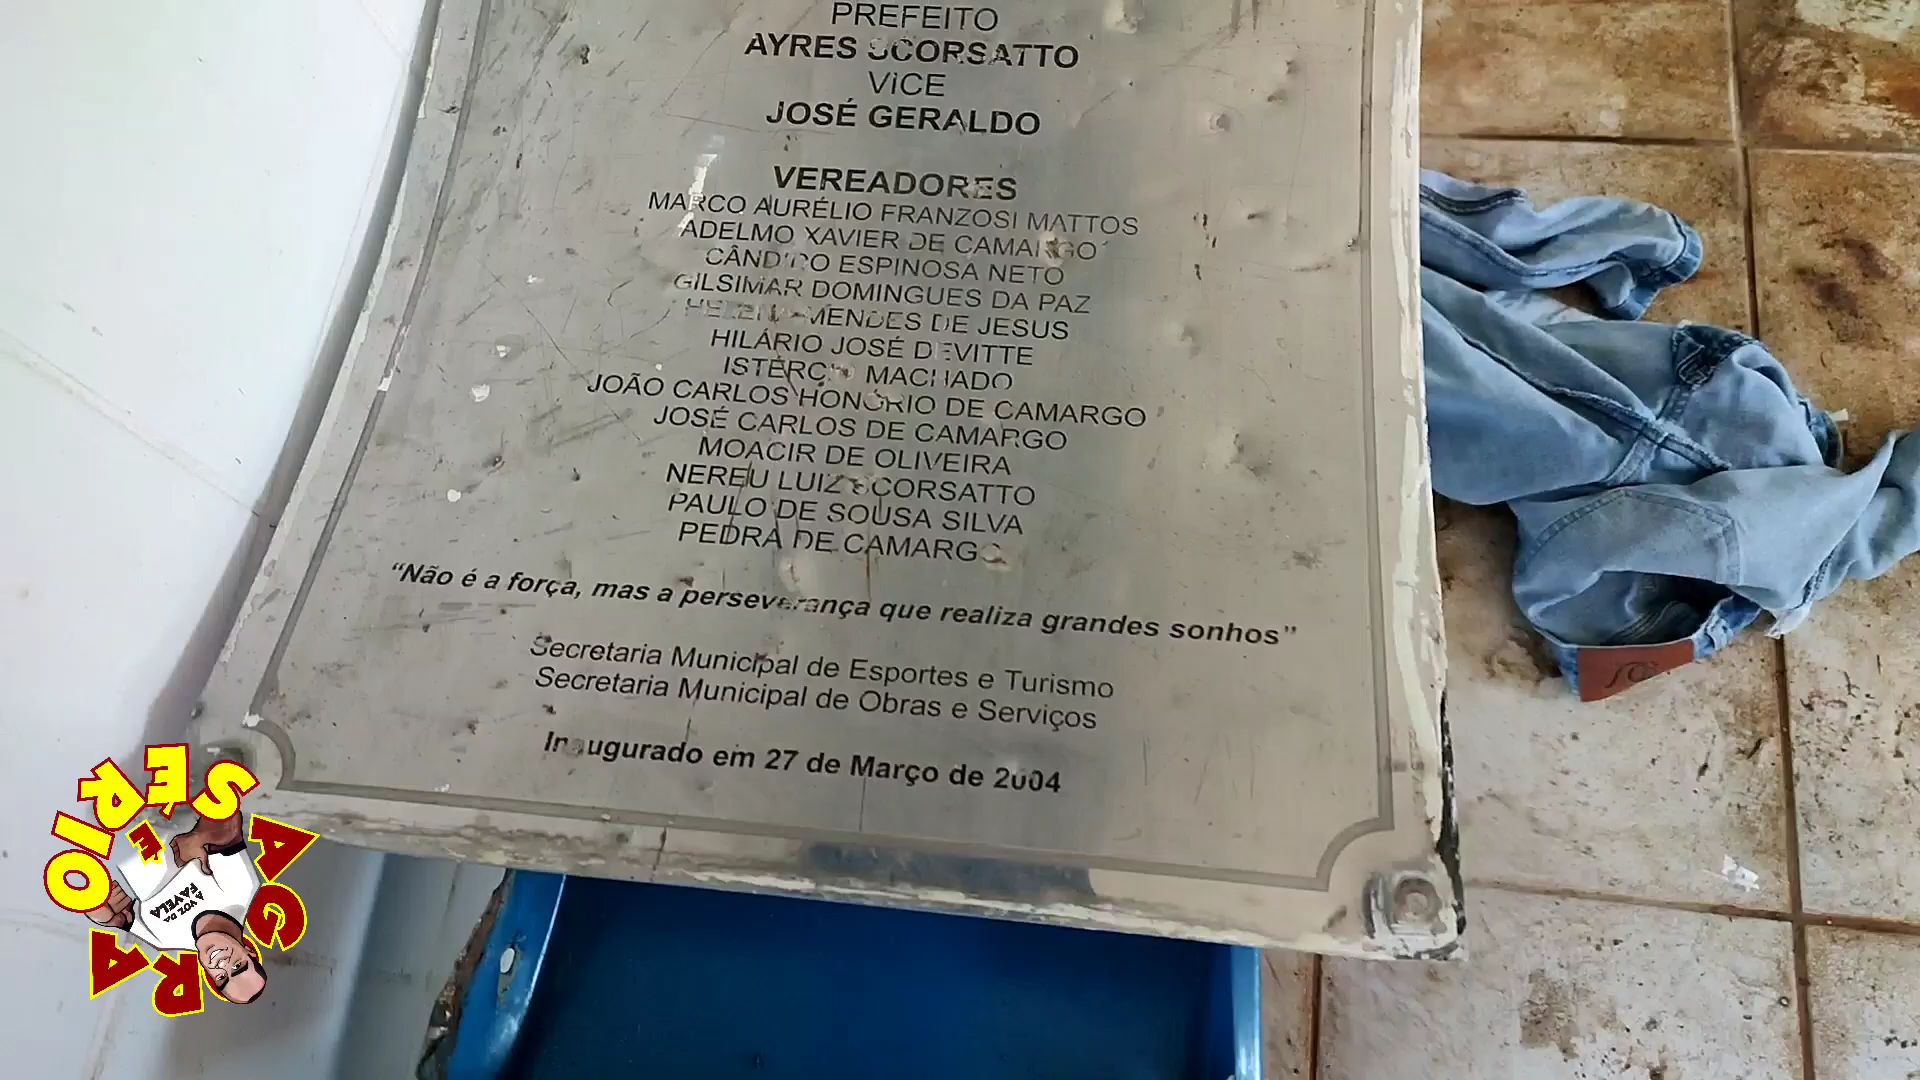 PREFEITO
AYRES SCORSATTO
VICE
JOSÉ GERALDO
VEREADORES
MARCO AURÉLIO FRANZOSI MATTOS
ADELMO XAVIER DE CAMARGO
CÂNDIDO ESPINOSA NETO
GILSIMAR DOMINGUES DA PAZ
HELENA MENDES DE JESUS
HILÁRIO JOSÉ DEVITTE
ISTÉRCIO MACHADO
JOÃO CARLOS HONÓRIO DE CAMARGO
JOSÉ CARLOS DE CAMARGO
MOACIR DE OLIVEIRA
NEREU LUIZ SCORSATTO
PAULO DE SOUSA SILVA
PEDRA DE CAMARGO
“Não é a força, mas a perseverança que realiza grandes sonhos”
Secretaria Municipal de Esportes e Turismo
Secretaria Municipal de Obras e Serviços
Inaugurado em 27 de Março de 2004
AGORA É SÉRIO
É
A VOZ DA
FAVELA